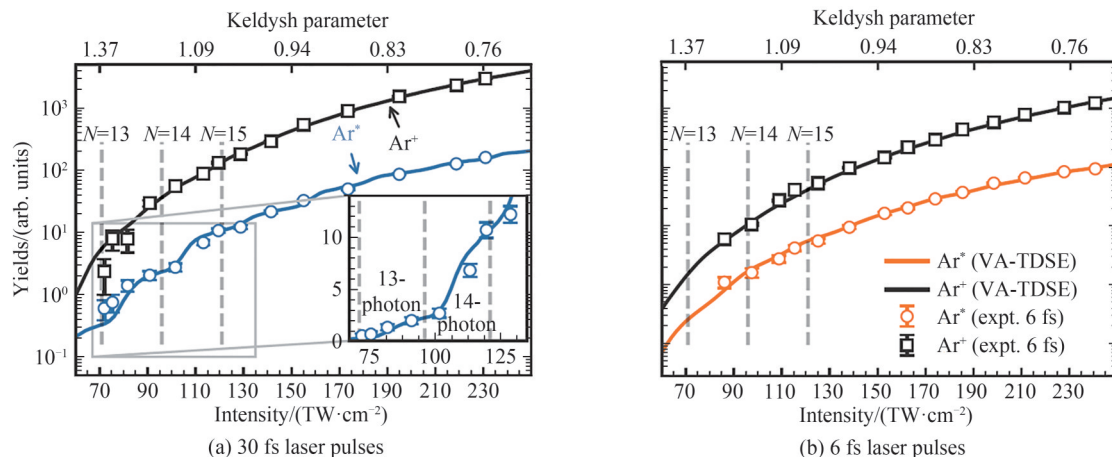 Keldysh parameter
1.37 1.09 0.94 0.83 0.76
10³
10²
10¹
10⁰
10⁻¹
Yields/(arb. units)
N=13 N=14 N=15
Ar*
Ar⁺
10
5
0
13-
photon
14-
photon
75 100 125
70 90 110 130 150 170 190 210 230
Intensity/(TW·cm⁻²)
(a) 30 fs laser pulses
Keldysh parameter
1.37 1.09 0.94 0.83 0.76
N=13 N=14 N=15
Ar* (VA-TDSE)
Ar⁺ (VA-TDSE)
Ar* (expt. 6 fs)
Ar⁺ (expt. 6 fs)
70 90 110 130 150 170 190 210 230
Intensity/(TW·cm⁻²)
(b) 6 fs laser pulses